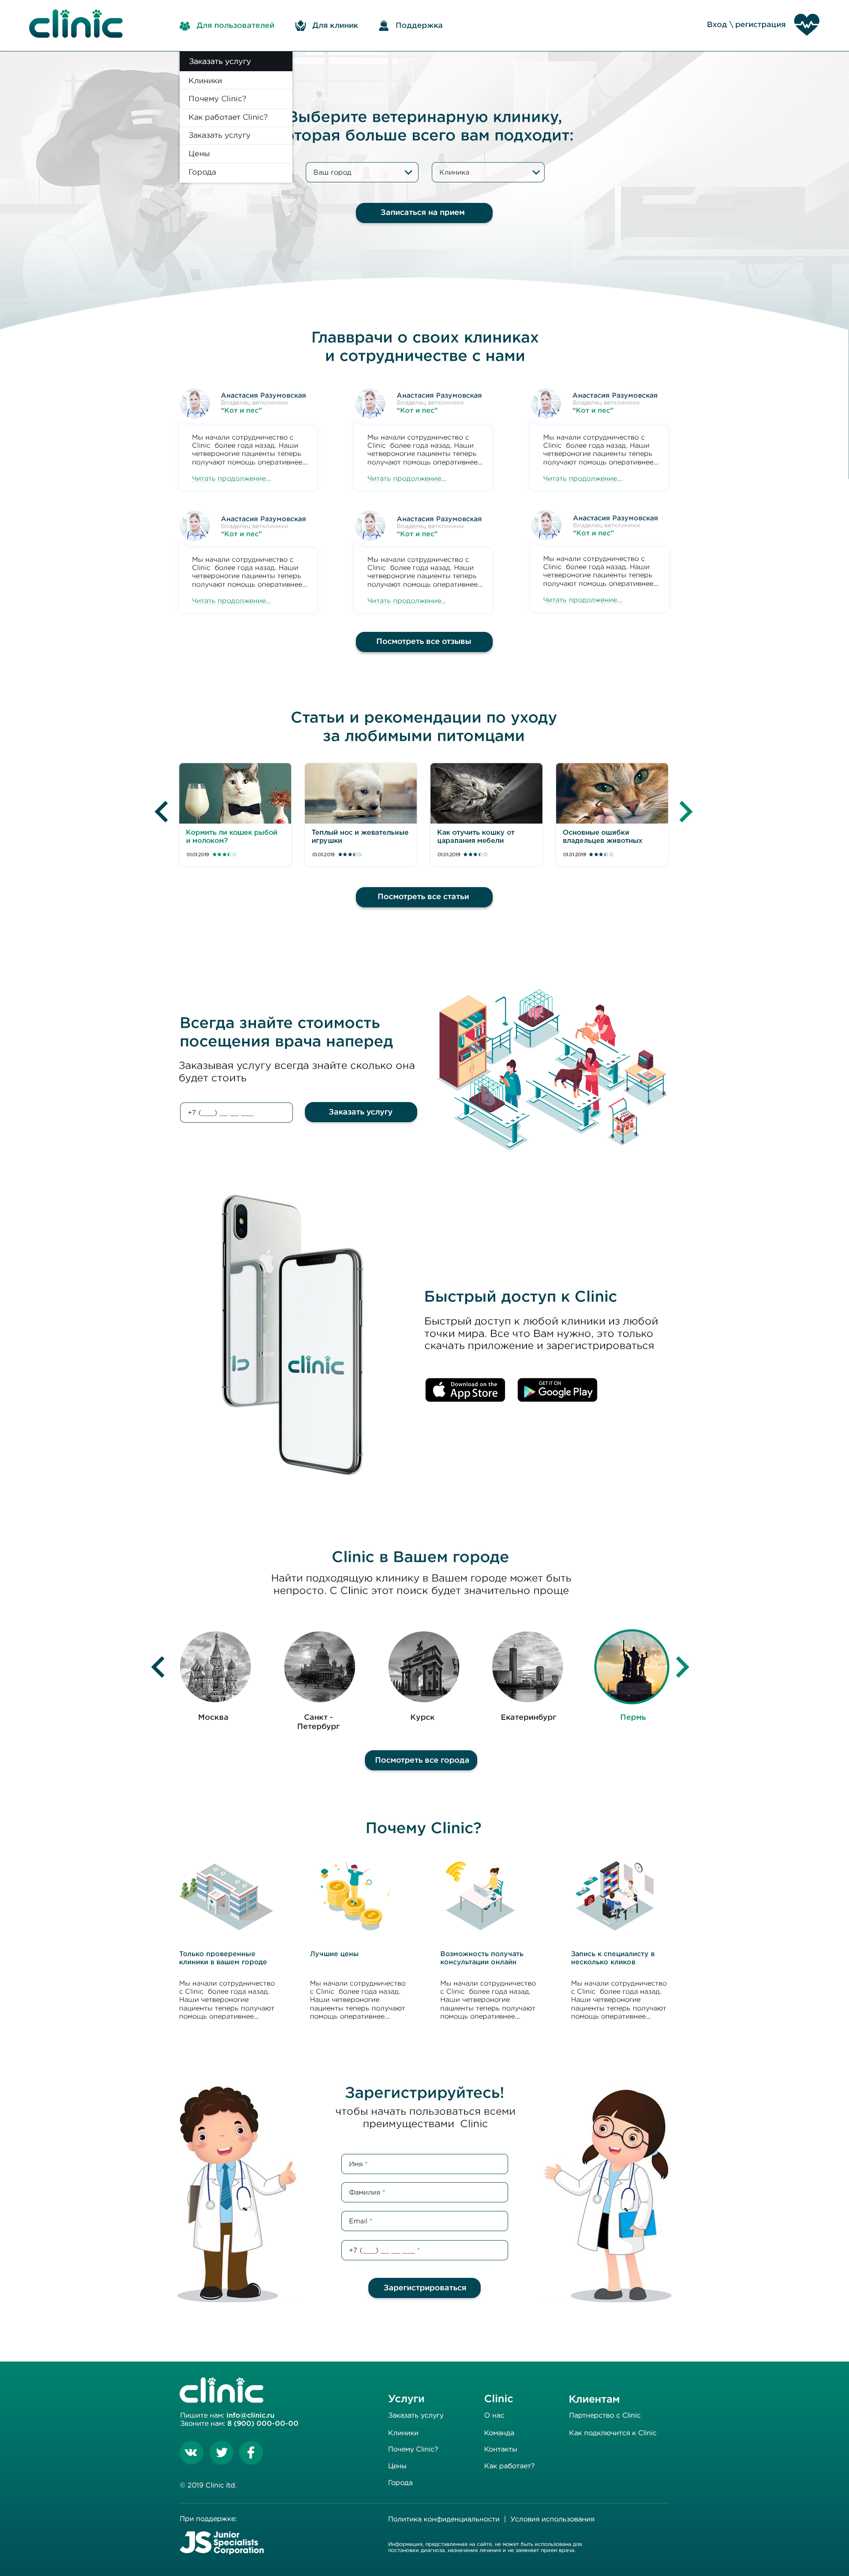 clinic
Для пользователей
Для клиник
Поддержка
Вход \ регистрация
Заказать услугу
Клиники
Почему Clinic?
Как работает Clinic?
Заказать услугу
Цены
Города
Выберите ветеринарную клинику,
которая больше всего вам подходит:
Ваш город
Клиника
Записаться на прием
Главврачи о своих клиниках
и сотрудничестве с нами
Анастасия Разумовская
Владелец ветклиники
“Кот и пес”
Мы начали сотрудничество с
Clinic более года назад. Наши
четвероногие пациенты теперь
получают помощь оперативнее...
Читать продолжение...
Анастасия Разумовская
Владелец ветклиники
“Кот и пес”
Мы начали сотрудничество с
Clinic более года назад. Наши
четвероногие пациенты теперь
получают помощь оперативнее...
Читать продолжение...
Анастасия Разумовская
Владелец ветклиники
“Кот и пес”
Мы начали сотрудничество с
Clinic более года назад. Наши
четвероногие пациенты теперь
получают помощь оперативнее...
Читать продолжение...
Анастасия Разумовская
Владелец ветклиники
“Кот и пес”
Мы начали сотрудничество с
Clinic более года назад. Наши
четвероногие пациенты теперь
получают помощь оперативнее...
Читать продолжение...
Анастасия Разумовская
Владелец ветклиники
“Кот и пес”
Мы начали сотрудничество с
Clinic более года назад. Наши
четвероногие пациенты теперь
получают помощь оперативнее...
Читать продолжение...
Анастасия Разумовская
Владелец ветклиники
“Кот и пес”
Мы начали сотрудничество с
Clinic более года назад. Наши
четвероногие пациенты теперь
получают помощь оперативнее...
Читать продолжение...
Посмотреть все отзывы
Статьи и рекомендации по уходу
за любимыми питомцами
Кормить ли кошек рыбой
и молоком?
01.01.2019
Теплый нос и жевательные
игрушки
01.01.2019
Как отучить кошку от
царапания мебели
01.01.2019
Основные ошибки
владельцев животных
01.01.2019
Посмотреть все статьи
Всегда знайте стоимость
посещения врача наперед
Заказывая услугу всегда знайте сколько она
будет стоить
+7 (___) __ __ ___
Заказать услугу
clinic
Быстрый доступ к Clinic
Быстрый доступ к любой клиники из любой
точки мира. Все что Вам нужно, это только
скачать приложение и зарегистрироваться
Download on the
App Store
GET IT ON
Google Play
Clinic в Вашем городе
Найти подходящую клинику в Вашем городе может быть
непросто. С Clinic этот поиск будет значительно проще
Москва
Санкт -
Петербург
Курск
Екатеринбург
Пермь
Посмотреть все города
Почему Clinic?
Только проверенные
клиники в вашем городе
Мы начали сотрудничество
с Clinic более года назад.
Наши четвероногие
пациенты теперь получают
помощь оперативнее...
Лучшие цены
Мы начали сотрудничество
с Clinic более года назад.
Наши четвероногие
пациенты теперь получают
помощь оперативнее...
Возможность получать
консультации онлайн
Мы начали сотрудничество
с Clinic более года назад.
Наши четвероногие
пациенты теперь получают
помощь оперативнее...
Запись к специалисту в
несколько кликов
Мы начали сотрудничество
с Clinic более года назад.
Наши четвероногие
пациенты теперь получают
помощь оперативнее...
Зарегистрируйтесь!
чтобы начать пользоваться всеми
преимуществами Clinic
Имя *
Фамилия *
Email *
+7 (___) __ __ ___ *
Зарегистрироваться
clinic
Пишите нам: info@clinic.ru
Звоните нам: 8 (900) 000-00-00
© 2019 Clinic ltd.
Услуги
Заказать услугу
Клиники
Почему Clinic?
Цены
Города
Clinic
О нас
Команда
Контакты
Как работает?
Клиентам
Партнерство с Clinic
Как подключится к Clinic
При поддержке:
JS Junior
Specialists
Corporation
Политика конфиденциальности | Условия использования
Информация, представленная на сайте, не может быть использована для
постановки диагноза, назначения лечения и не заменяет прием врача.